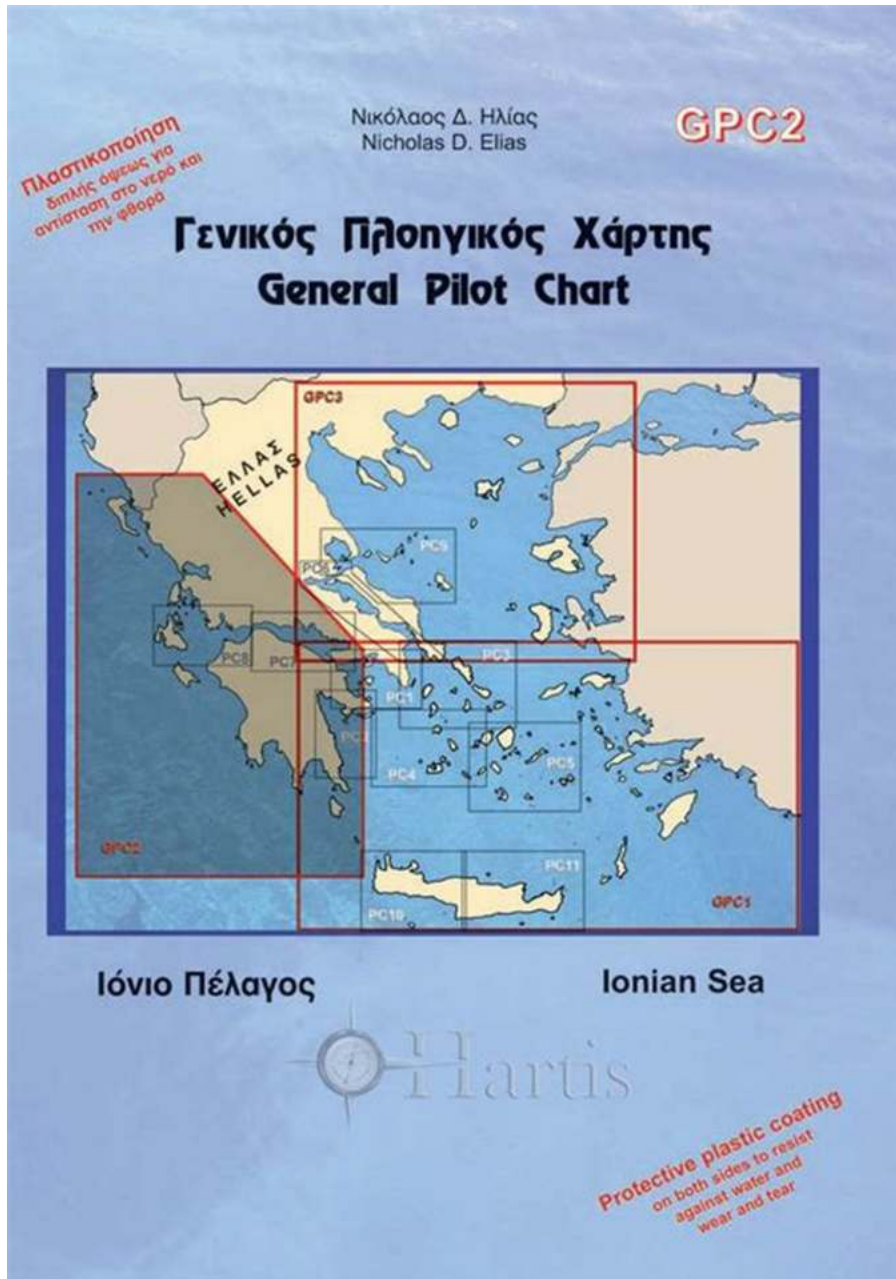 Νικόλαος Δ. Ηλίας
Nicholas D. Elias
GPC2
Πλαστικοποίηση
διπλής όψεως για
αντίσταση στο νερό και
την φθορά
Γενικός Πλοηγικός Χάρτης
General Pilot Chart
GPC3
ΕΛΛΑΣ
HELLAS
PC9
PC6
PC8
PC7
PC3
PC1
PC4
PC5
GPC2
PC11
PC10
GPC1
Ιόνιο Πέλαγος
Ionian Sea
Hartis
Protective plastic coating
on both sides to resist
against water and
wear and tear